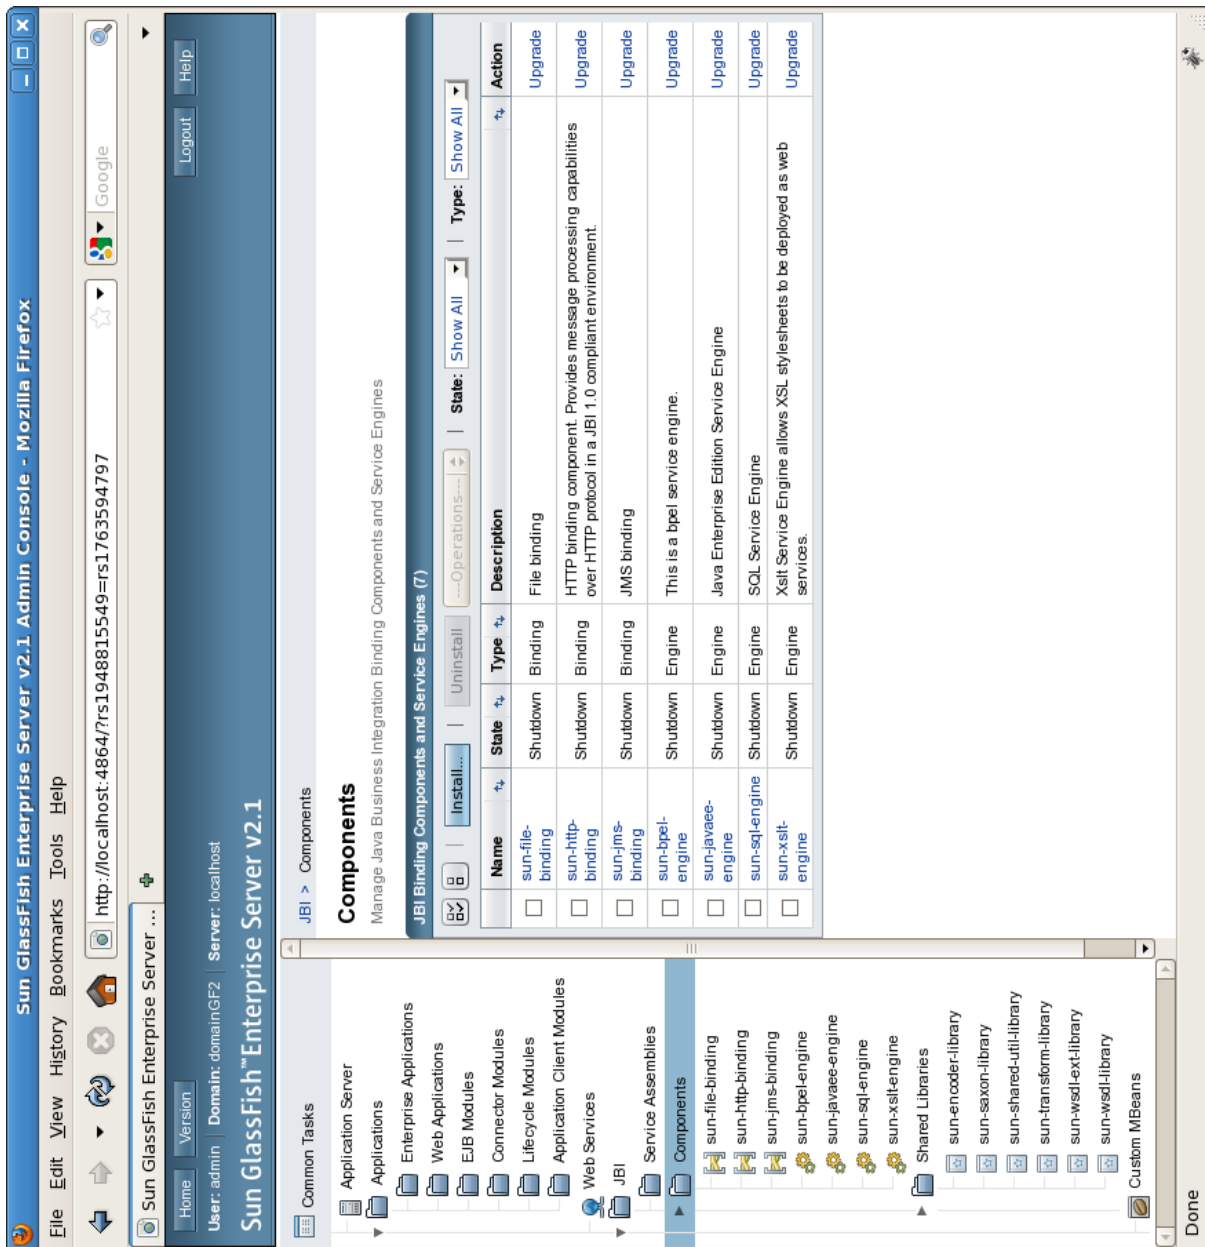 Sun GlassFish Enterprise Server v2.1 Admin Console - Mozilla Firefox
File Edit View History Bookmarks Tools Help
http://localhost:4864/?rs1948815549=rs1763594797
Google
Sun GlassFish Enterprise Server ...
Home Version Logout Help
User: admin | Domain: domainGF2 | Server: localhost
Sun GlassFish™ Enterprise Server v2.1
Common Tasks
Application Server
Applications
Enterprise Applications
Web Applications
EJB Modules
Connector Modules
Lifecycle Modules
Application Client Modules
Web Services
JBI
Service Assemblies
Components
sun-file-binding
sun-http-binding
sun-jms-binding
sun-bpel-engine
sun-javaee-engine
sun-sql-engine
sun-xslt-engine
Shared Libraries
sun-encoder-library
sun-saxon-library
sun-shared-util-library
sun-transform-library
sun-wsdl-ext-library
sun-wsdl-library
Custom MBeans
JBI > Components
Components
Manage Java Business Integration Binding Components and Service Engines
JBI Binding Components and Service Engines (7)
Install... | Uninstall ---Operations--- | State: Show All | Type: Show All
Name State Type Description Action
sun-file-
binding Shutdown Binding File binding Upgrade
sun-http-
binding Shutdown Binding HTTP binding component. Provides message processing capabilities
over HTTP protocol in a JBI 1.0 compliant environment. Upgrade
sun-jms-
binding Shutdown Binding JMS binding Upgrade
sun-bpel-
engine Shutdown Engine This is a bpel service engine. Upgrade
sun-javaee-
engine Shutdown Engine Java Enterprise Edition Service Engine Upgrade
sun-sql-engine Shutdown Engine SQL Service Engine Upgrade
sun-xslt-
engine Shutdown Engine Xslt Service Engine allows XSL stylesheets to be deployed as web
services. Upgrade
Done